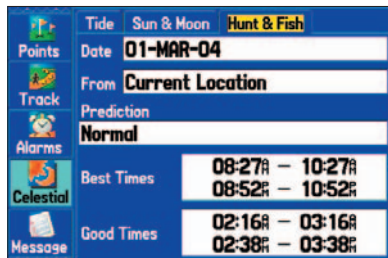 Tide Sun & Moon Hunt & Fish
Points
Date 01-MAR-04
From Current Location
Track
Prediction
Normal
Alarms
Best Times 08:27A – 10:27A
08:52P – 10:52P
Celestial
Good Times 02:16A – 03:16A
02:38P – 03:38P
Message